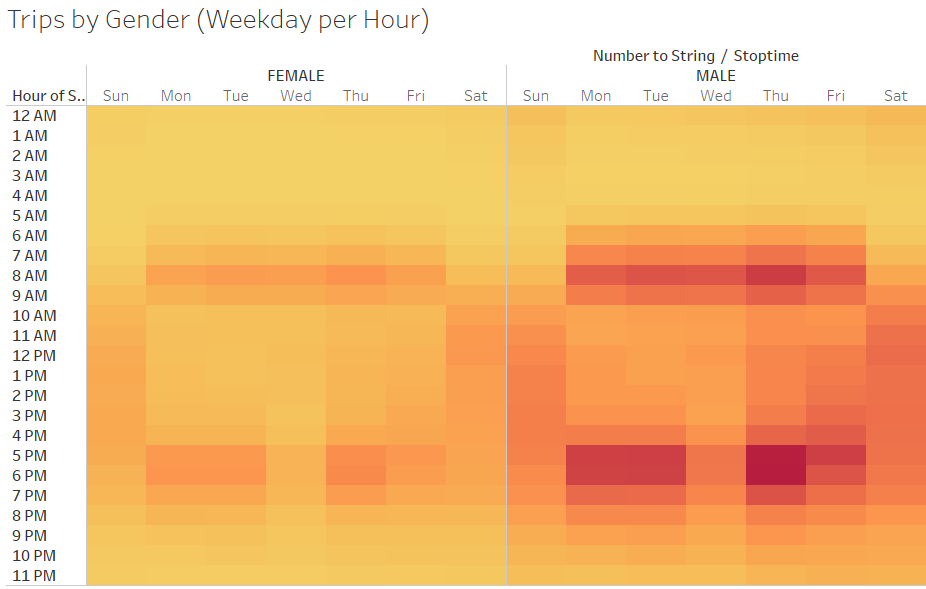 Trips by Gender (Weekday per Hour)
Number to String / Stoptime
FEMALE MALE
Hour of S.. Sun Mon Tue Wed Thu Fri Sat Sun Mon Tue Wed Thu Fri Sat
12 AM
1 AM
2 AM
3 AM
4 AM
5 AM
6 AM
7 AM
8 AM
9 AM
10 AM
11 AM
12 PM
1 PM
2 PM
3 PM
4 PM
5 PM
6 PM
7 PM
8 PM
9 PM
10 PM
11 PM